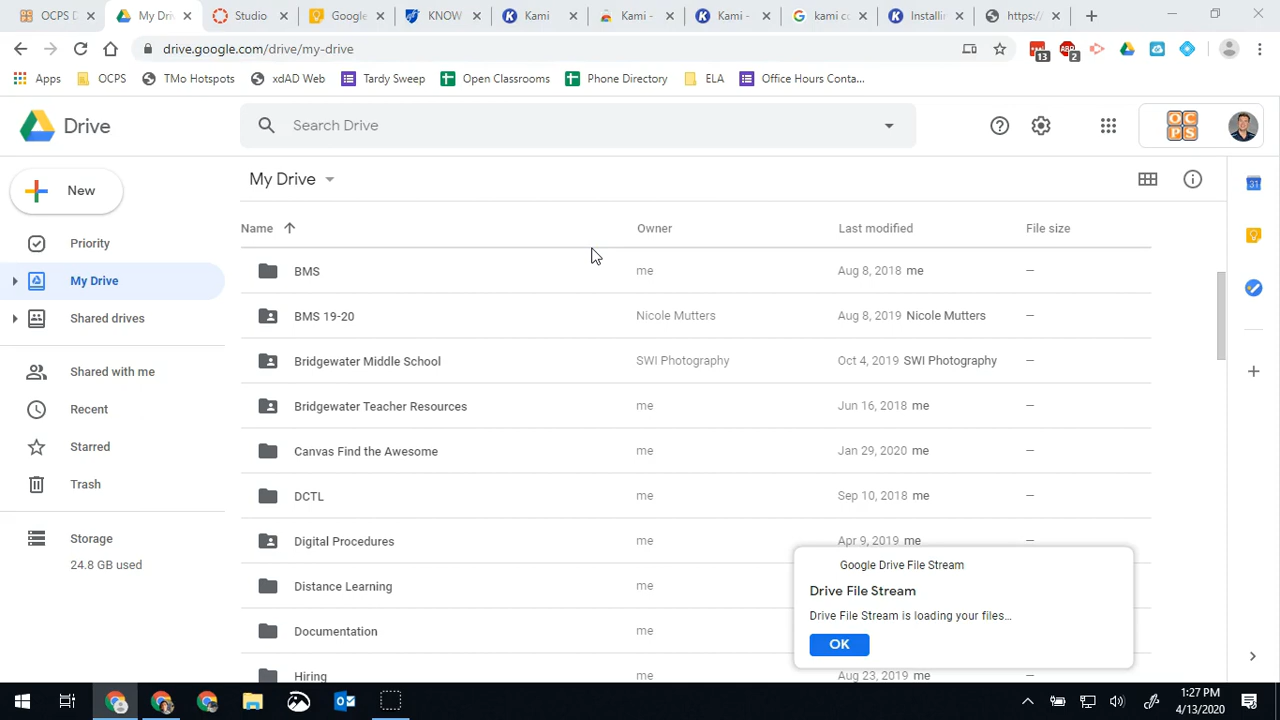 OCPS D
My Dri
Studio
Google
KNOW
Kami
Kami -
Kami -
kami co
Installin
https://
drive.google.com/drive/my-drive
13
2
Apps
OCPS
TMo Hotspots
xdAD Web
Tardy Sweep
Open Classrooms
Phone Directory
ELA
Office Hours Conta...
Drive
Search Drive
OCPS
New
My Drive
31
Name
Owner
Last modified
File size
Priority
My Drive
Shared drives
Shared with me
Recent
Starred
Trash
Storage
24.8 GB used
BMS me Aug 8, 2018 me –
BMS 19-20 Nicole Mutters Aug 8, 2019 Nicole Mutters –
Bridgewater Middle School SWI Photography Oct 4, 2019 SWI Photography –
Bridgewater Teacher Resources me Jun 16, 2018 me –
Canvas Find the Awesome me Jan 29, 2020 me –
DCTL me Sep 10, 2018 me –
Digital Procedures me Apr 9, 2019 me –
Distance Learning me
Documentation me
Hiring me Aug 23, 2019 me –
Google Drive File Stream
Drive File Stream
Drive File Stream is loading your files...
OK
1:27 PM
4/13/2020